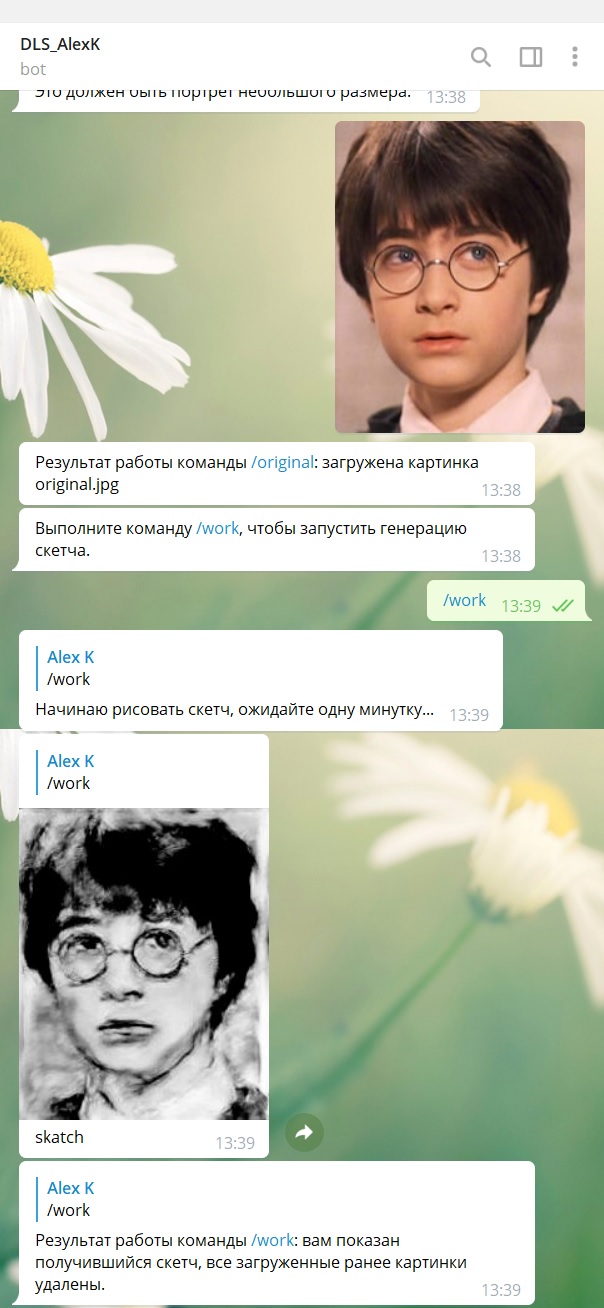 DLS_AlexK
bot
Это должен быть портрет небольшого размера.
13:38
Результат работы команды /original: загружена картинка
original.jpg
13:38
Выполните команду /work, чтобы запустить генерацию
скетча.
13:38
/work 13:39
Alex K
/work
Начинаю рисовать скетч, ожидайте одну минутку... 13:39
Alex K
/work
skatch 13:39
Alex K
/work
Результат работы команды /work: вам показан
получившийся скетч, все загруженные ранее картинки
удалены.
13:39